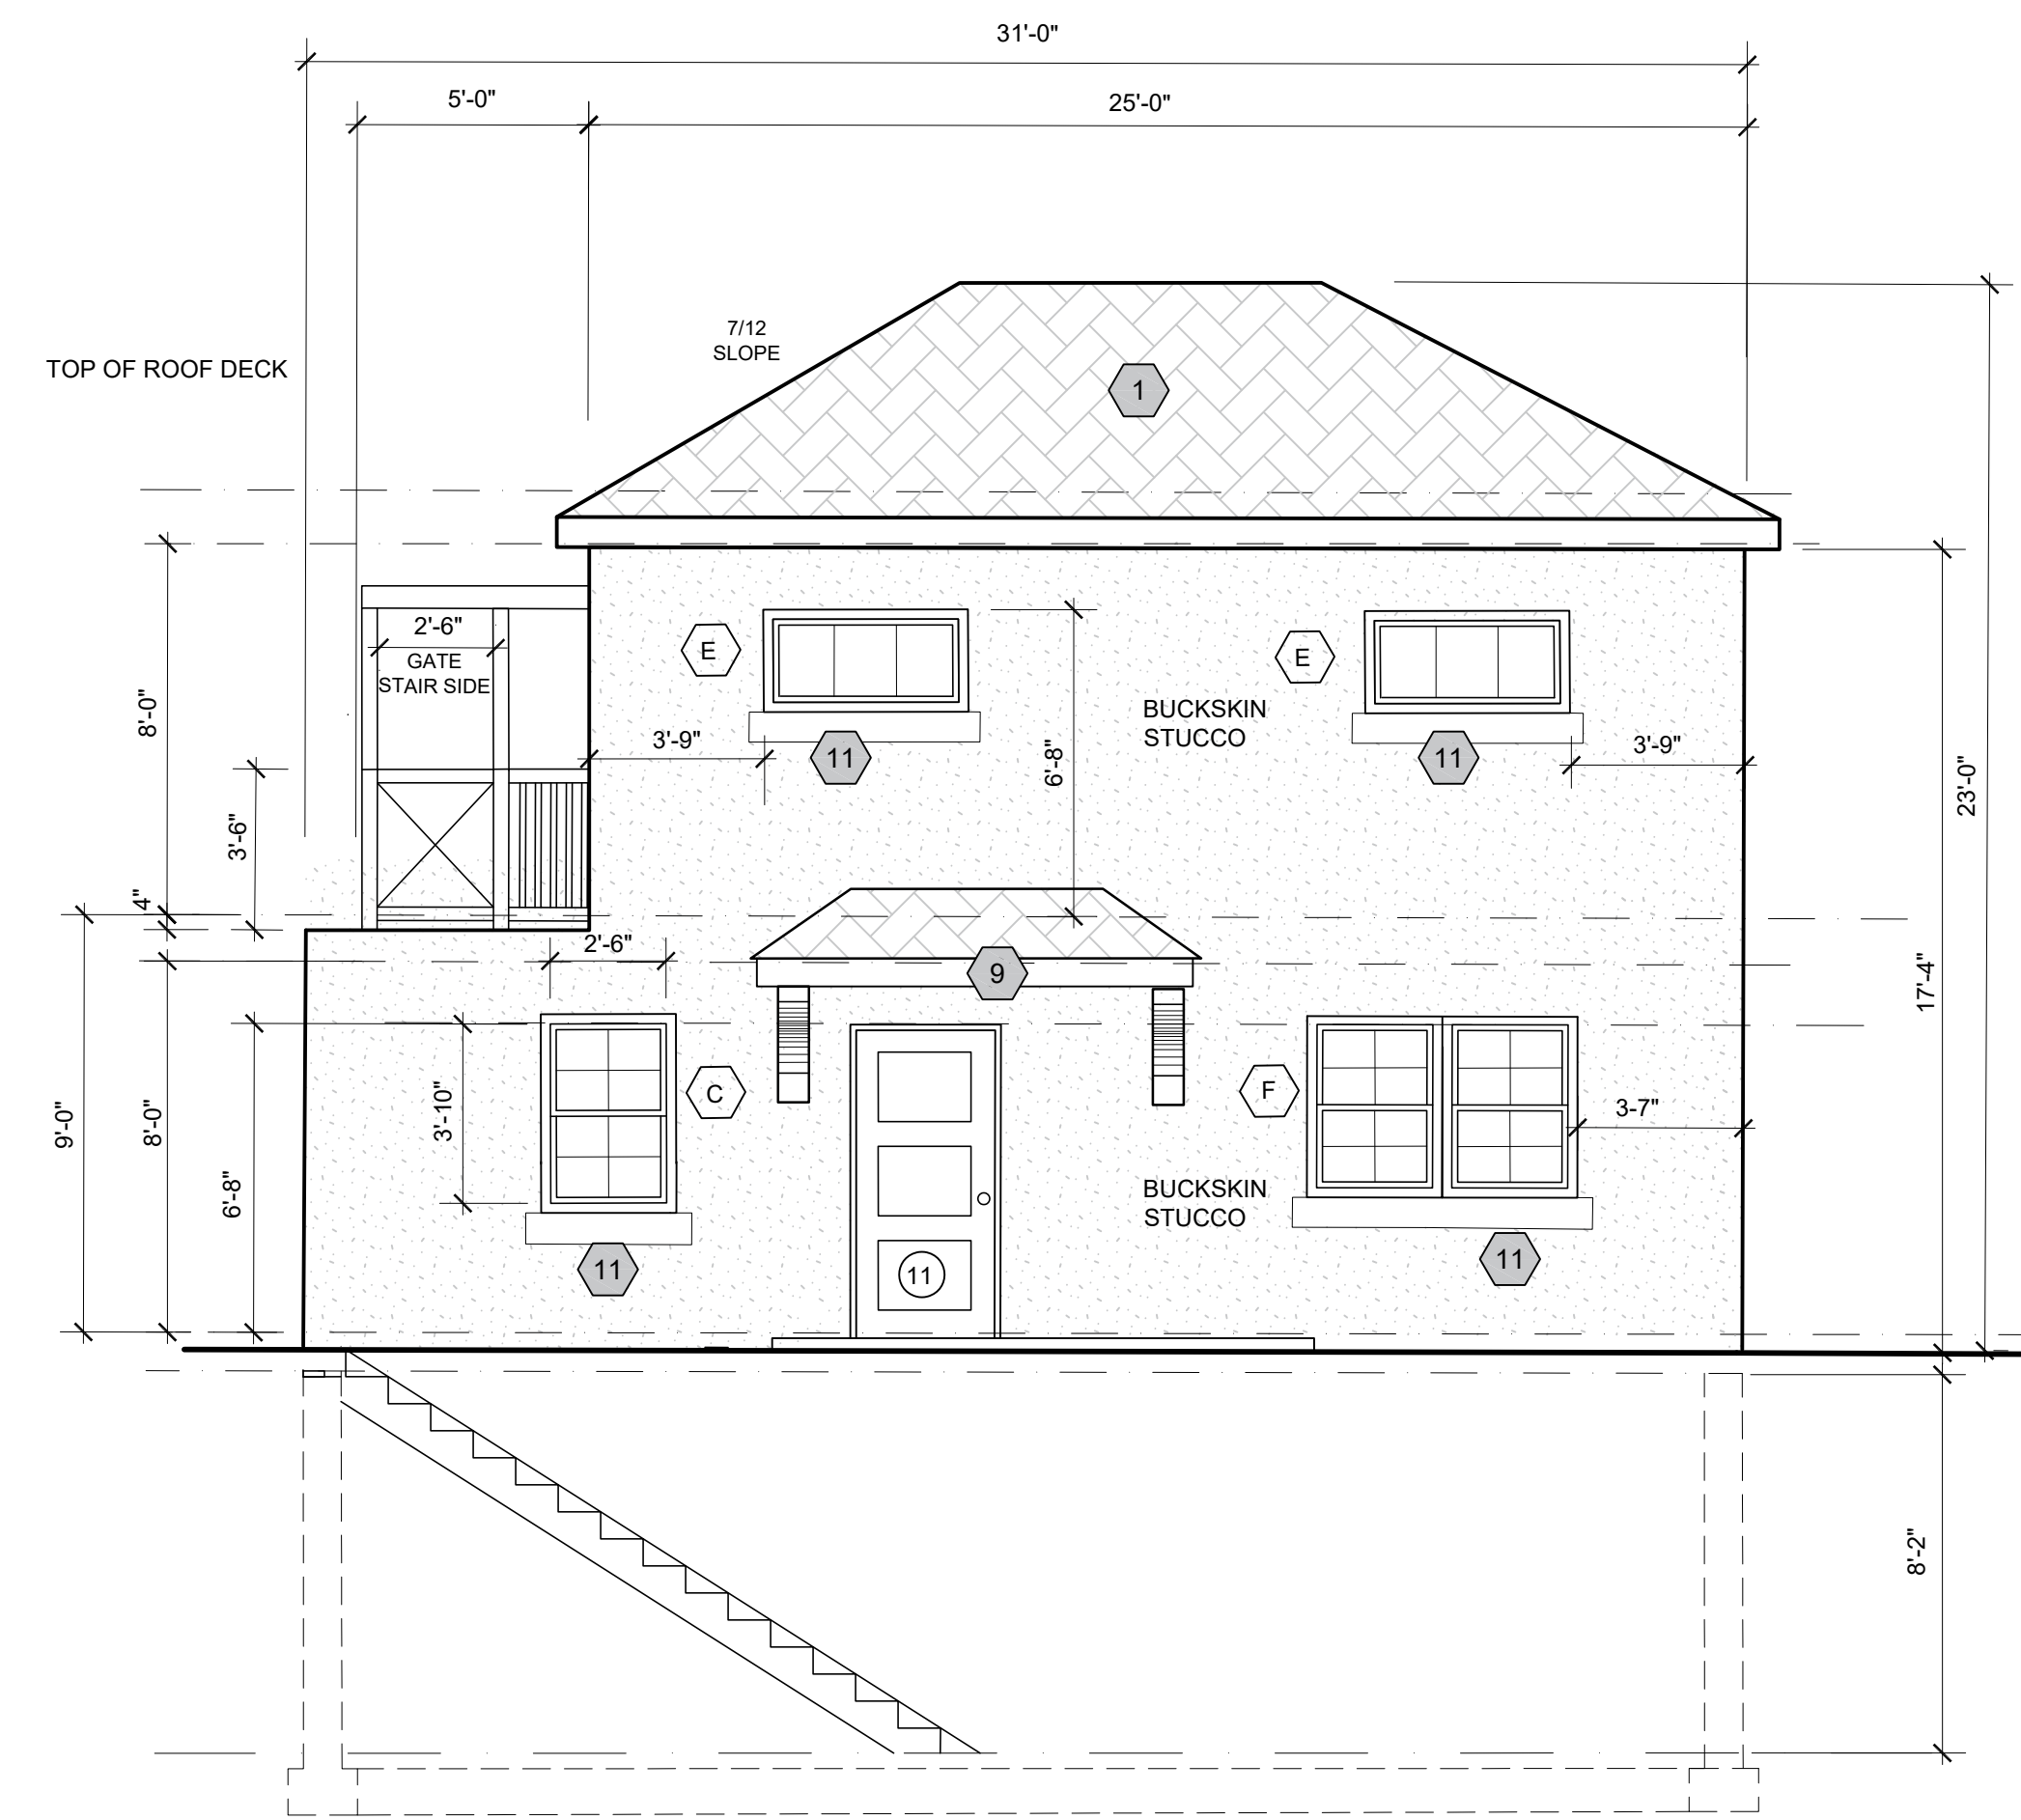 31'-0"
5'-0"
25'-0"
7/12
SLOPE
TOP OF ROOF DECK
1
2'-6"
GATE
STAIR SIDE
E
E
BUCKSKIN
STUCCO
8'-0"
3'-9"
11
6'-8"
11
3'-9"
23'-0"
3'-6"
4"
2'-6"
9
17'-4"
9'-0"
8'-0"
6'-8"
3'-10"
C
F
3-7"
BUCKSKIN
STUCCO
11
11
11
8'-2"